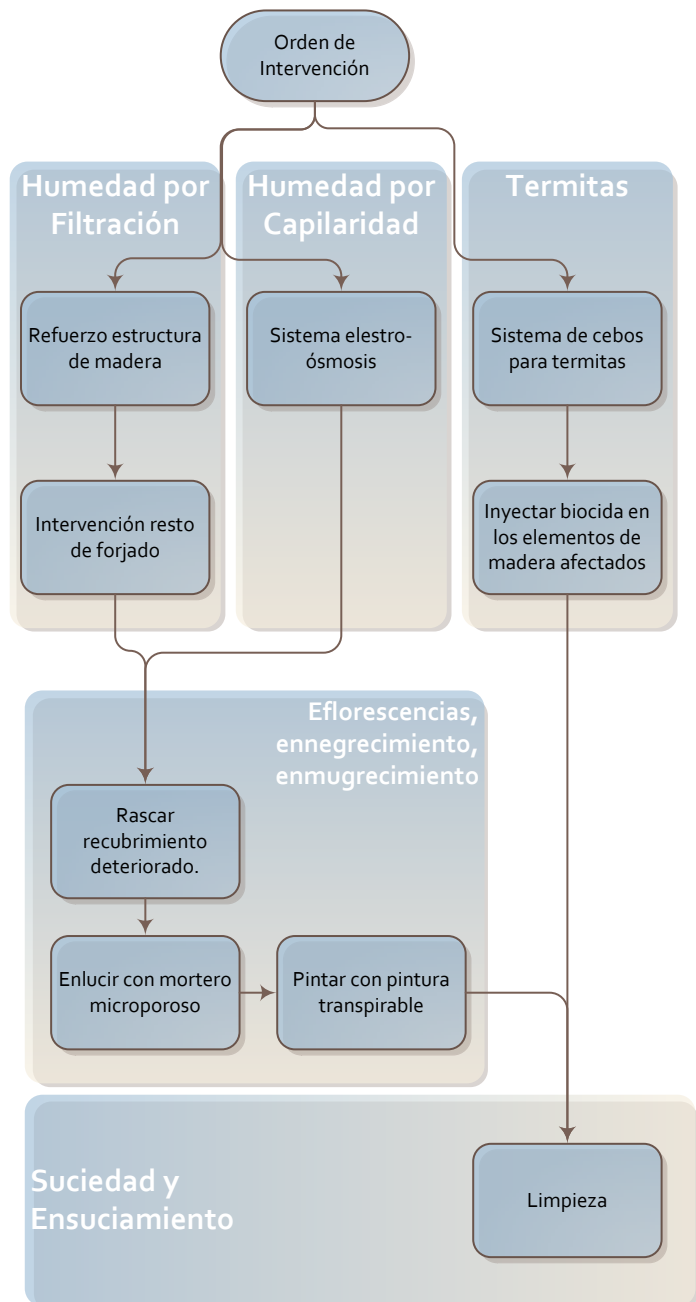 Orden de
Intervención
Humedad por
Filtración
Humedad por
Capilaridad
Termitas
Refuerzo estructura
de madera
Sistema elestro-
ósmosis
Sistema de cebos
para termitas
Intervención resto
de forjado
Inyectar biocida en
los elementos de
madera afectados
Eflorescencias,
ennegrecimiento,
enmugrecimiento
Rascar
recubrimiento
deteriorado.
Enlucir con mortero
microporoso
Pintar con pintura
transpirable
Suciedad y
Ensuciamiento
Limpieza